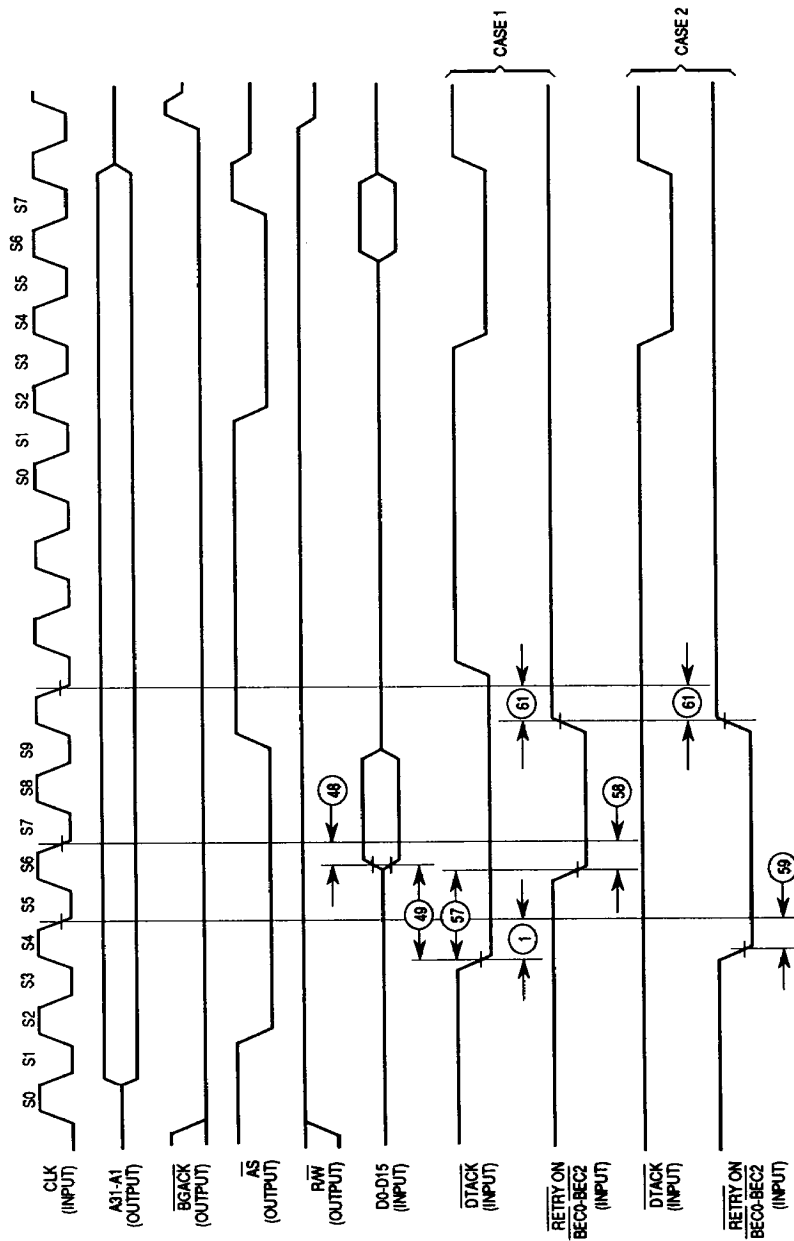 S0 S1 S2 S3 S4 S5 S6 S7 S8 S9 S0 S1 S2 S3 S4 S5 S6 S7
CLK
(INPUT)
A31-A1
(OUTPUT)
BGACK
(OUTPUT)
AS
(OUTPUT)
R/W
(OUTPUT)
48
D0-D15
(INPUT)
49
57
DTACK
(INPUT)
CASE 1
1
61
RETRY ON
BEC0-BEC2
(INPUT)
58
DTACK
(INPUT)
CASE 2
61
RETRY ON
BEC0-BEC2
(INPUT)
59